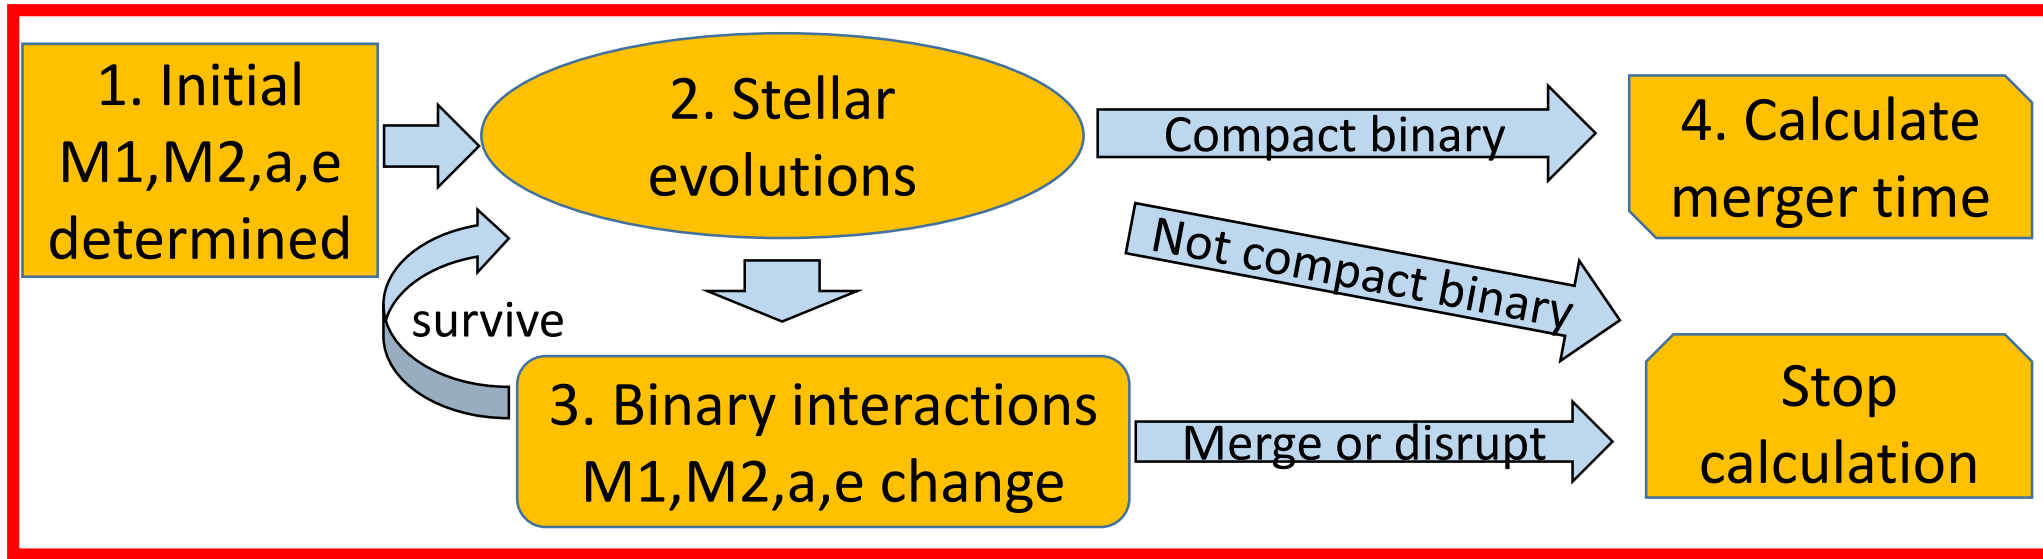 1. Initial
M1,M2,a,e
determined
2. Stellar
evolutions
Compact binary
4. Calculate
merger time
Not compact binary
survive
3. Binary interactions
M1,M2,a,e change
Merge or disrupt
Stop
calculation